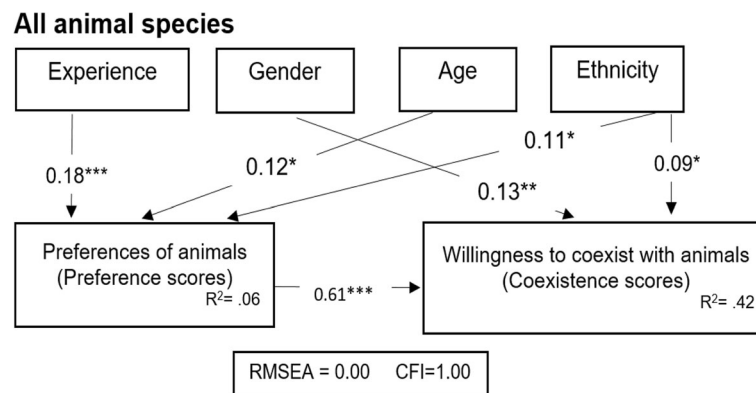 All animal species
Experience
Gender
Age
Ethnicity
0.18***
0.12*
0.11*
0.13**
0.09*
Preferences of animals
(Preference scores)
R²= .06
0.61***
Willingness to coexist with animals
(Coexistence scores)
R²= .42
RMSEA = 0.00 CFI=1.00